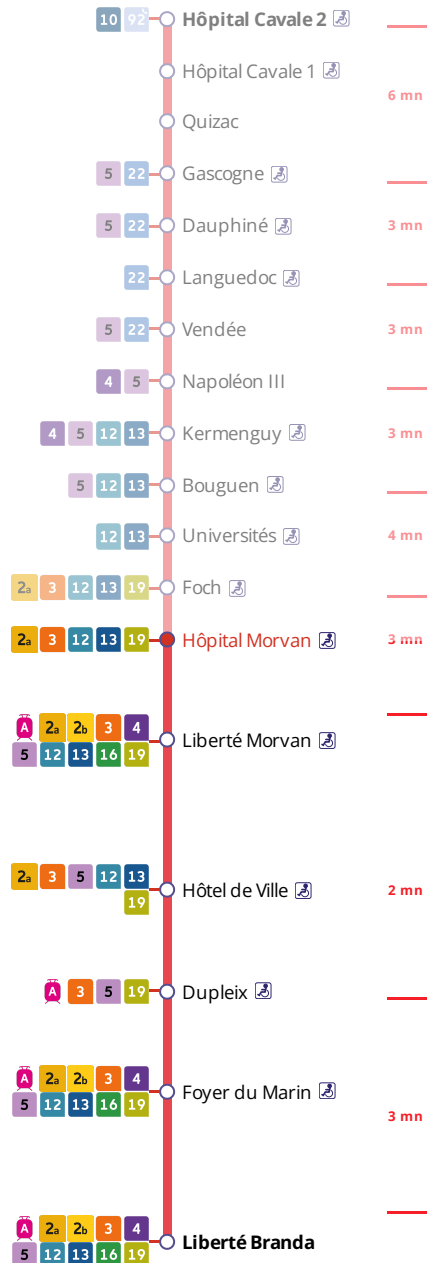 10 92 Hôpital Cavale 2
Hôpital Cavale 1
6 mn
Quizac
5 22 Gascogne
5 22 Dauphiné 3 mn
22 Languedoc
5 22 Vendée 3 mn
4 5 Napoléon III
4 5 12 13 Kermenguy 3 mn
5 12 13 Bouguen
12 13 Universités 4 mn
2a 3 12 13 19 Foch
2a 3 12 13 19 Hôpital Morvan 3 mn
A 2a 2b 3 4
Liberté Morvan
5 12 13 16 19
2a 3 5 12 13
Hôtel de Ville 2 mn
19
A 3 5 19 Dupleix
A 2a 2b 3 4
Foyer du Marin
5 12 13 16 19
3 mn
A 2a 2b 3 4
Liberté Branda
5 12 13 16 19